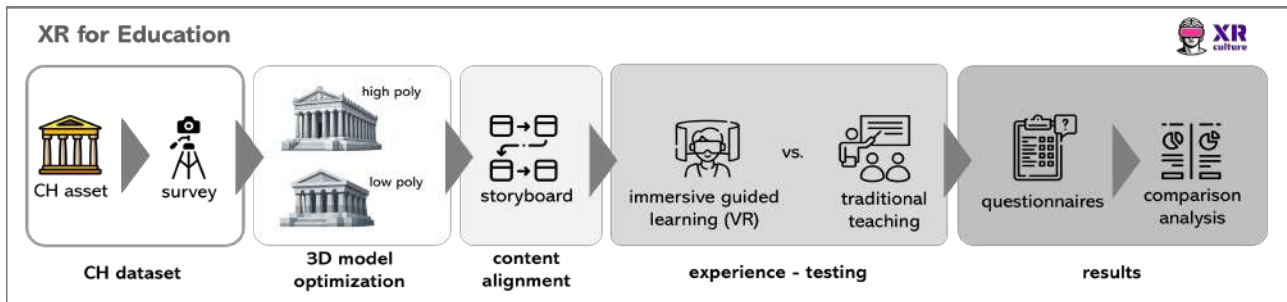 XR for Education
XR
culture
CH asset
survey
high poly
low poly
storyboard
immersive guided
learning (VR)
vs.
traditional
teaching
?
questionnaires
comparison
analysis
CH dataset
3D model
optimization
content
alignment
experience - testing
results